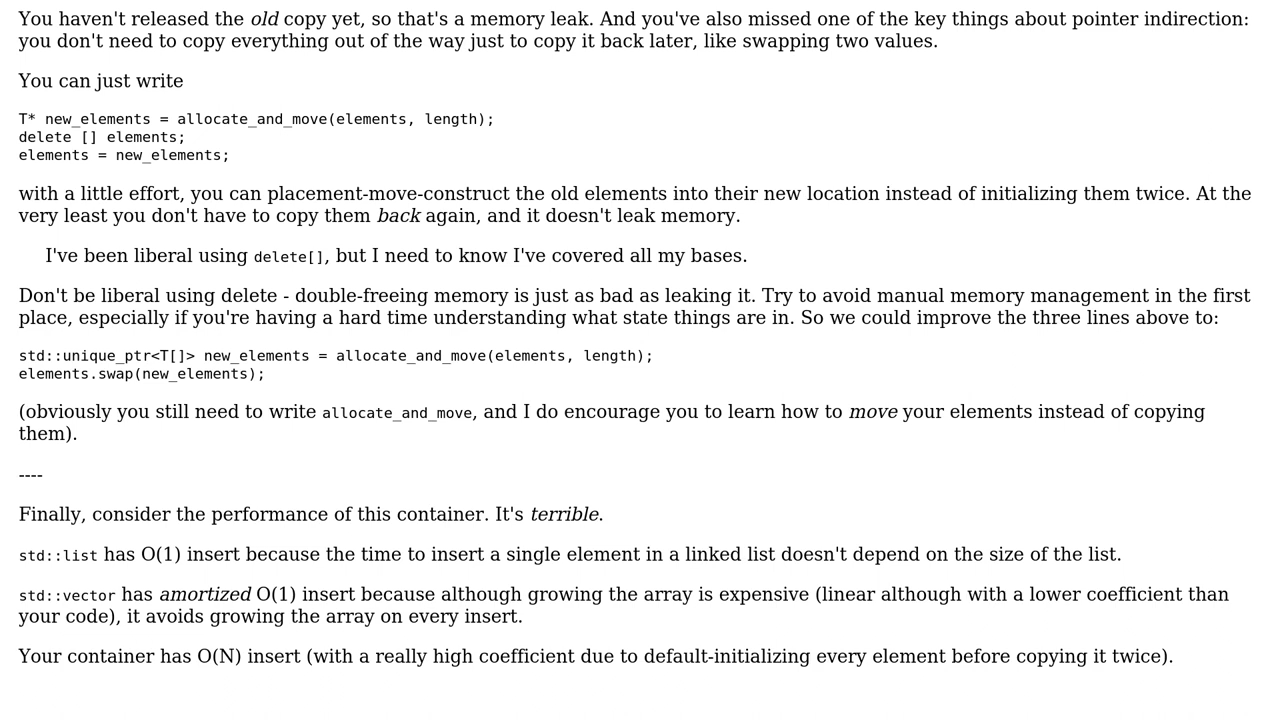 You haven't released the old copy yet, so that's a memory leak. And you've also missed one of the key things about pointer indirection:
you don't need to copy everything out of the way just to copy it back later, like swapping two values.
You can just write
T* new_elements = allocate_and_move(elements, length);
delete [] elements;
elements = new_elements;
with a little effort, you can placement-move-construct the old elements into their new location instead of initializing them twice. At the
very least you don't have to copy them back again, and it doesn't leak memory.
I've been liberal using delete[], but I need to know I've covered all my bases.
Don't be liberal using delete - double-freeing memory is just as bad as leaking it. Try to avoid manual memory management in the first
place, especially if you're having a hard time understanding what state things are in. So we could improve the three lines above to:
std::unique_ptr<T[]> new_elements = allocate_and_move(elements, length);
elements.swap(new_elements);
(obviously you still need to write allocate_and_move, and I do encourage you to learn how to move your elements instead of copying
them).
----
Finally, consider the performance of this container. It's terrible.
std::list has O(1) insert because the time to insert a single element in a linked list doesn't depend on the size of the list.
std::vector has amortized O(1) insert because although growing the array is expensive (linear although with a lower coefficient than
your code), it avoids growing the array on every insert.
Your container has O(N) insert (with a really high coefficient due to default-initializing every element before copying it twice).